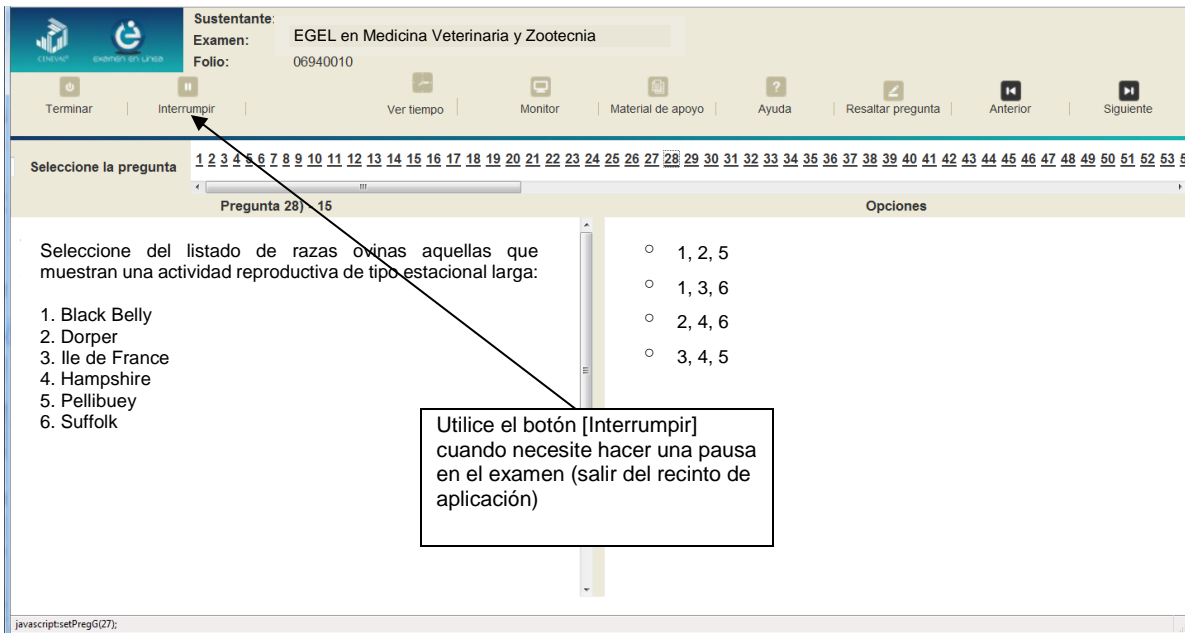 Sustentante:
Examen: EGEL en Medicina Veterinaria y Zootecnia
Folio: 06940010
CENEVAL examen en línea
Terminar Interrumpir Ver tiempo Monitor Material de apoyo Ayuda Resaltar pregunta Anterior Siguiente
Seleccione la pregunta 1 2 3 4 5 6 7 8 9 10 11 12 13 14 15 16 17 18 19 20 21 22 23 24 25 26 27 28 29 30 31 32 33 34 35 36 37 38 39 40 41 42 43 44 45 46 47 48 49 50 51 52 53 5
Pregunta 28) - 15
Opciones
Seleccione del listado de razas ovinas aquellas que
muestran una actividad reproductiva de tipo estacional larga:
1. Black Belly
2. Dorper
3. Ile de France
4. Hampshire
5. Pellibuey
6. Suffolk
1, 2, 5
1, 3, 6
2, 4, 6
3, 4, 5
Utilice el botón [Interrumpir]
cuando necesite hacer una pausa
en el examen (salir del recinto de
aplicación)
javascript:setPregG(27);